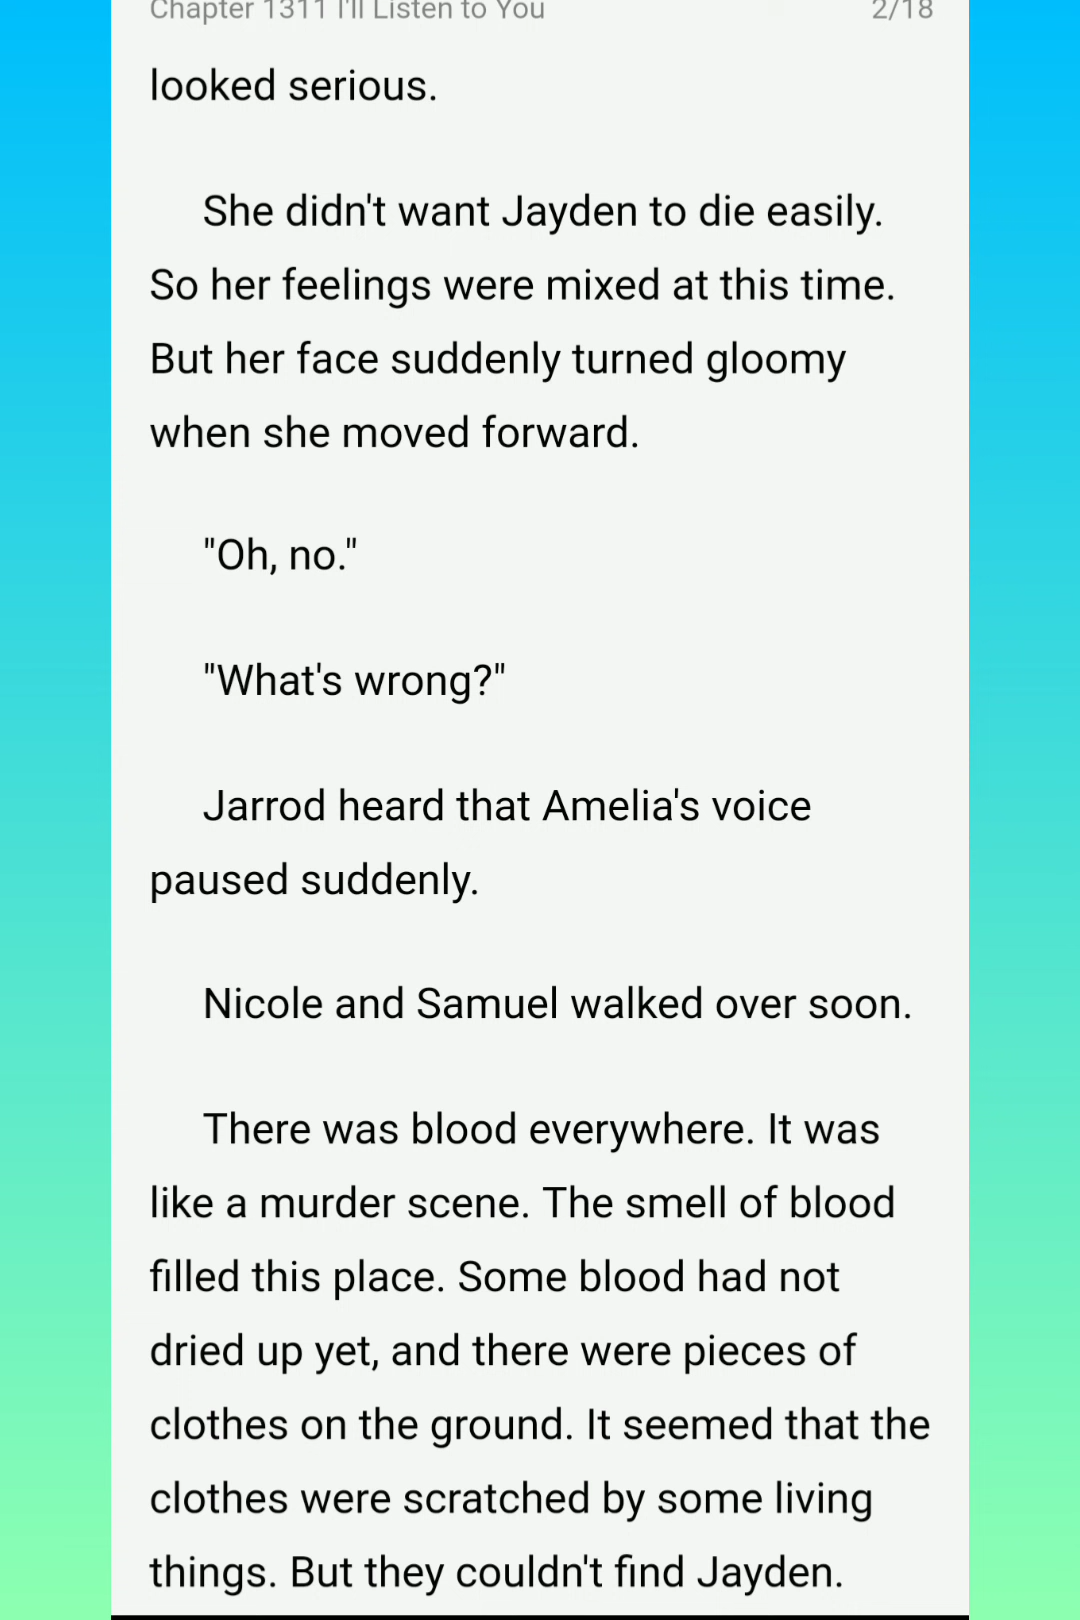 Chapter 1311 I'll Listen to You 2/18
looked serious.
She didn't want Jayden to die easily.
So her feelings were mixed at this time.
But her face suddenly turned gloomy
when she moved forward.
"Oh, no."
"What's wrong?"
Jarrod heard that Amelia's voice
paused suddenly.
Nicole and Samuel walked over soon.
There was blood everywhere. It was
like a murder scene. The smell of blood
filled this place. Some blood had not
dried up yet, and there were pieces of
clothes on the ground. It seemed that the
clothes were scratched by some living
things. But they couldn't find Jayden.